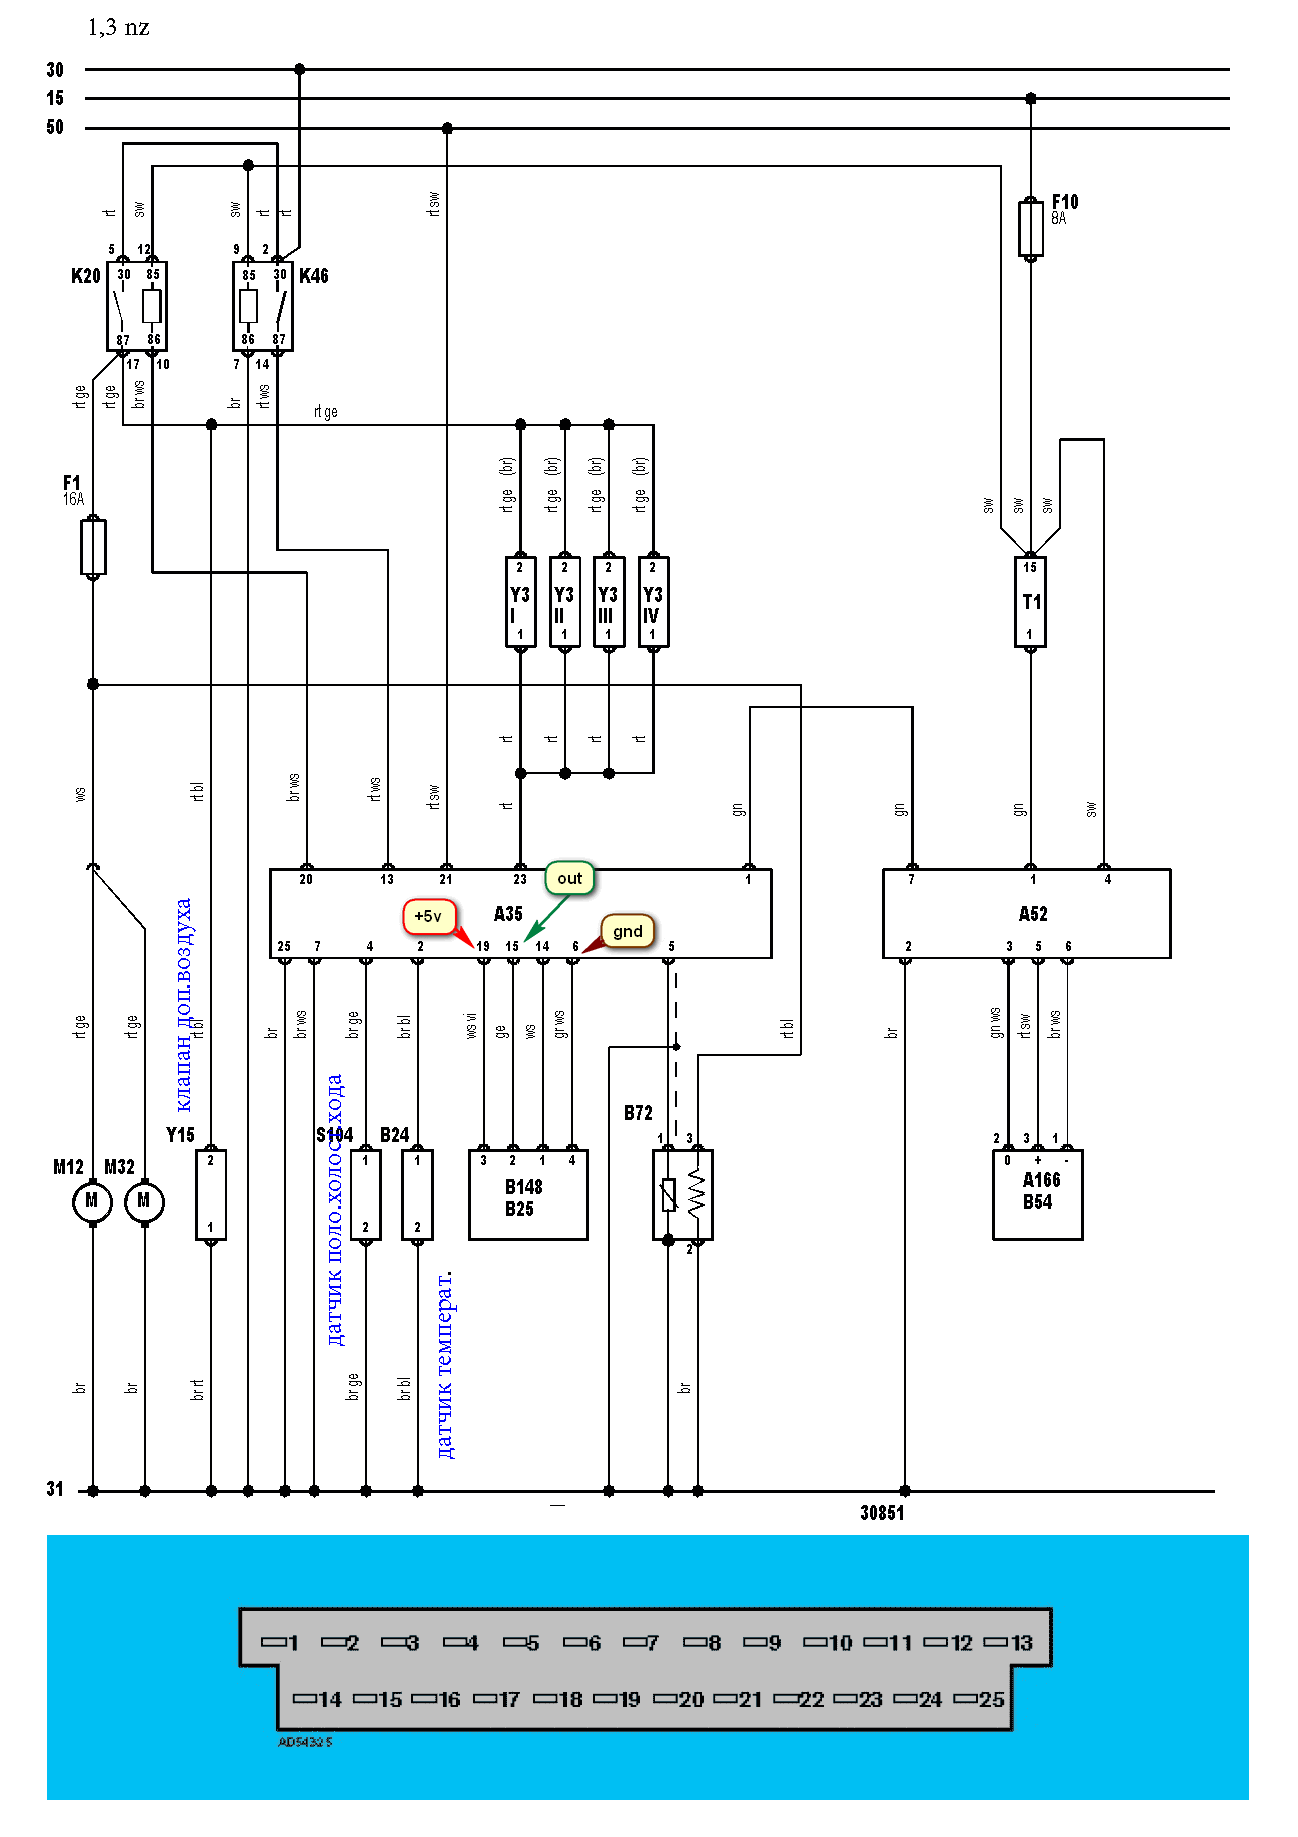 1,3 nz
30
15
50
rt sw rt rt sw rt
rt sw
F10
8A
5 12 9 2
K20 30 85 85 30 K46
87 86 86 87
17 10 7 14
rt ge rt ge br ws br rt ws
rt ge
F1
16A
rt ge (br) rt ge (br) rt ge (br) rt ge (br)
sw sw sw
2 2 2 2 15
Y3 Y3 Y3 Y3 T1
I II III IV
1 1 1 1 1
rt rt rt rt
ws rt bl br ws rt ws rt sw rt gn gn gn sw
20 13 21 23 1 7 1 4
out
+5v
A35
gnd
A52
25 7 4 2 19 15 14 6 5 2 3 5 6
клапан доп.воздуха
rt ge rt ge rt bl br br ws br ge br bl ws vi ge ws gr ws rt bl br gn ws rt sw br ws
датчик поло.холост.хода
B72
Y15 S104 B24
1 3 2 3 1
M12 M32 2 1 1 3 2 1 4 0 + -
M M
B148
B25
A166
B54
1 2 2 2
датчик температ.
br br br rt br ge br bl br
31
30851
1 2 3 4 5 6 7 8 9 10 11 12 13
14 15 16 17 18 19 20 21 22 23 24 25
AD54325